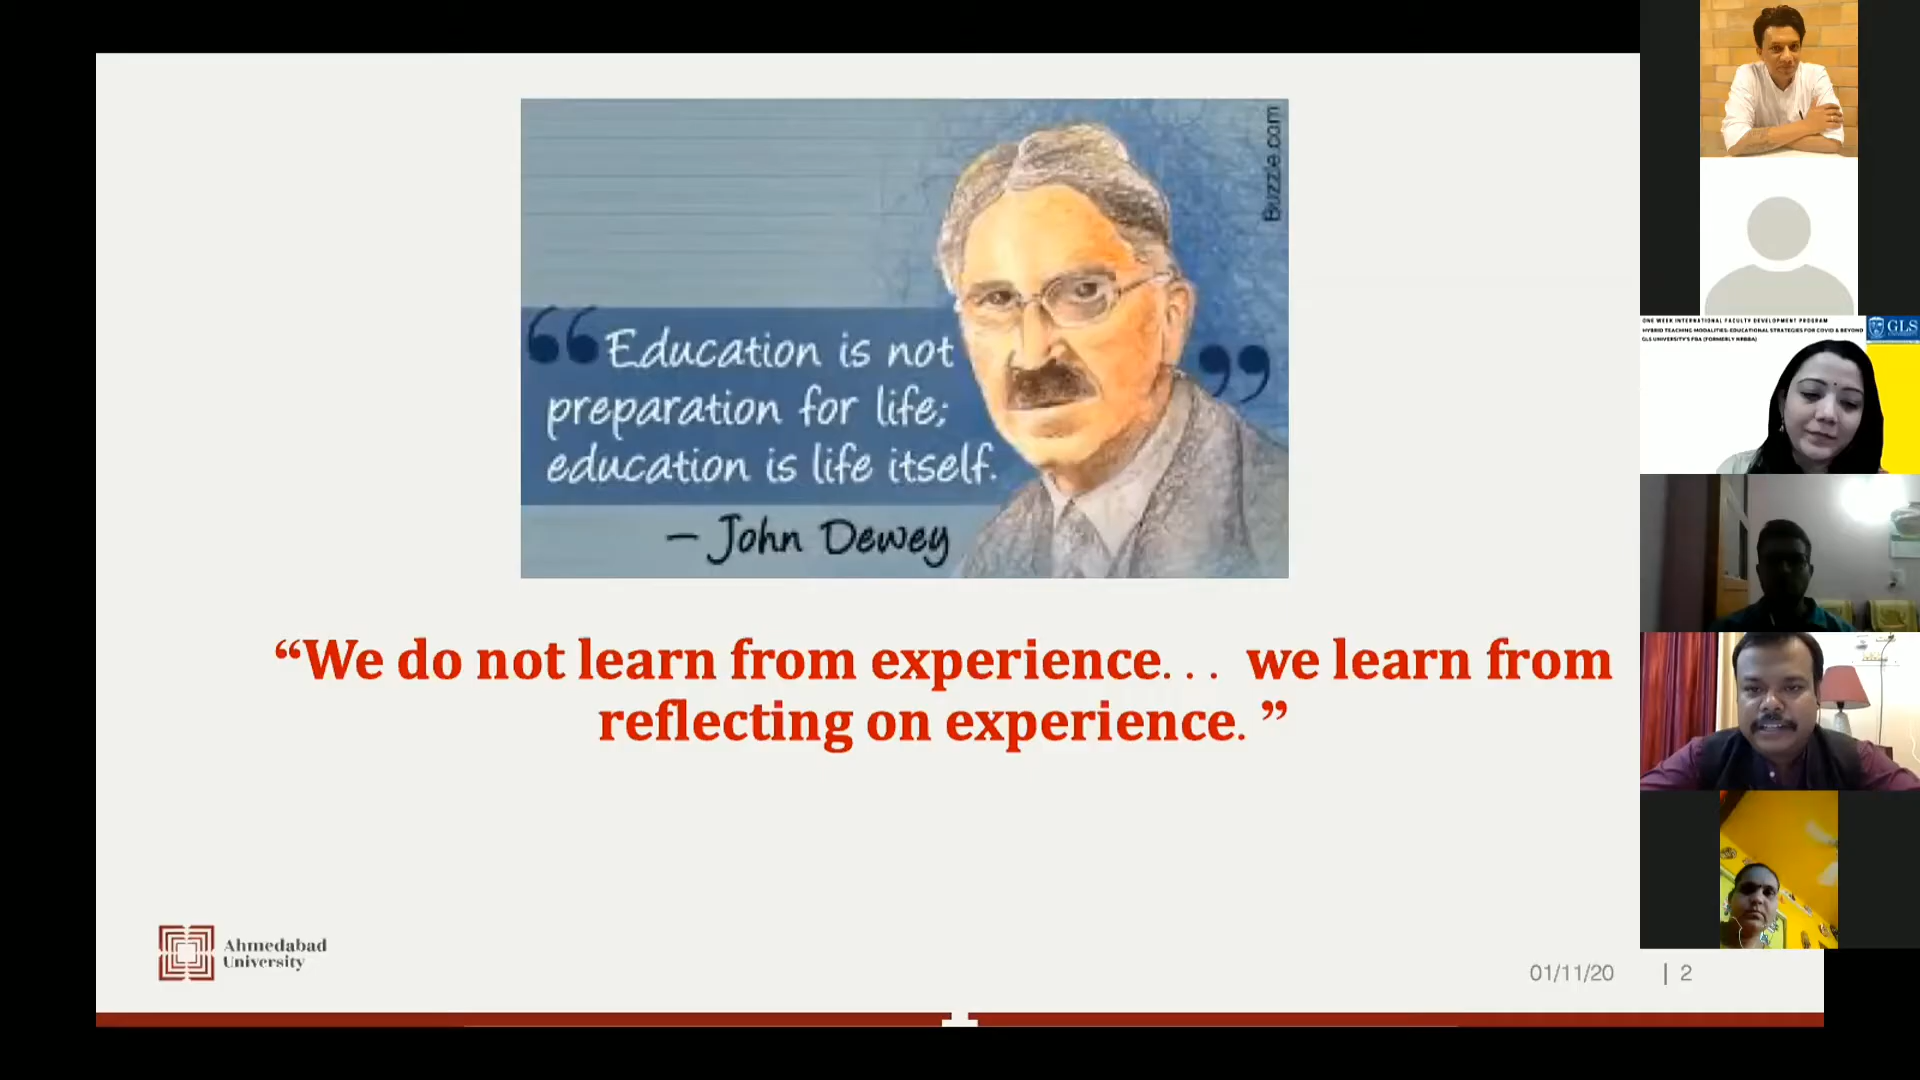 Buzzle.com
“Education is not
preparation for life;
education is life itself.”
– John Dewey
“We do not learn from experience... we learn from
reflecting on experience. ”
Ahmedabad
University
01/11/20 | 2
ONE WEEK INTERNATIONAL FACULTY DEVELOPMENT PROGRAM
HYBRID TEACHING MODALITIES: EDUCATIONAL STRATEGIES FOR COVID & BEYOND
GLS UNIVERSITY'S FBA (FORMERLY NRBBA)
GLS